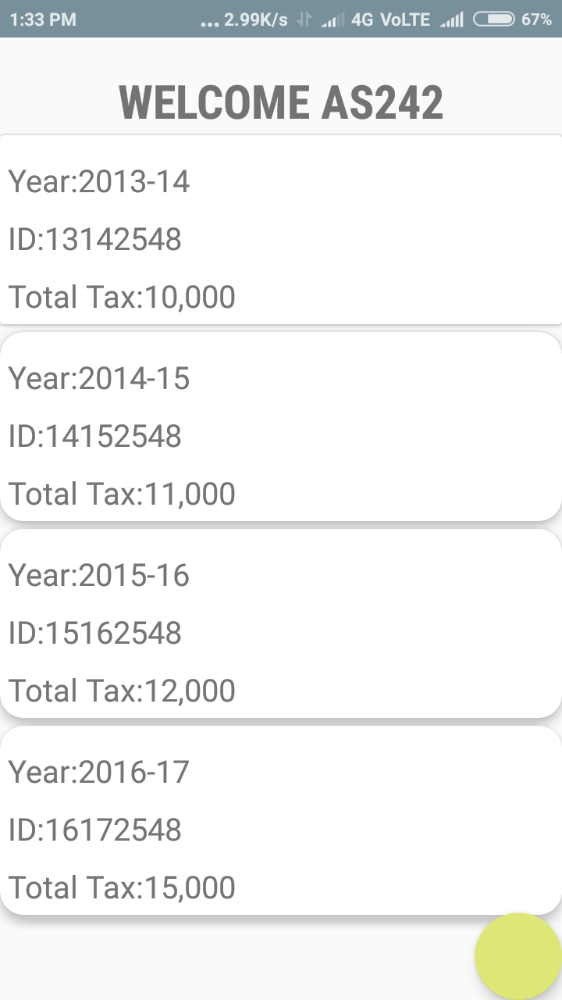 1:33 PM ... 2.99K/s 4G VoLTE 67%
WELCOME AS242
Year:2013-14
ID:13142548
Total Tax:10,000
Year:2014-15
ID:14152548
Total Tax:11,000
Year:2015-16
ID:15162548
Total Tax:12,000
Year:2016-17
ID:16172548
Total Tax:15,000